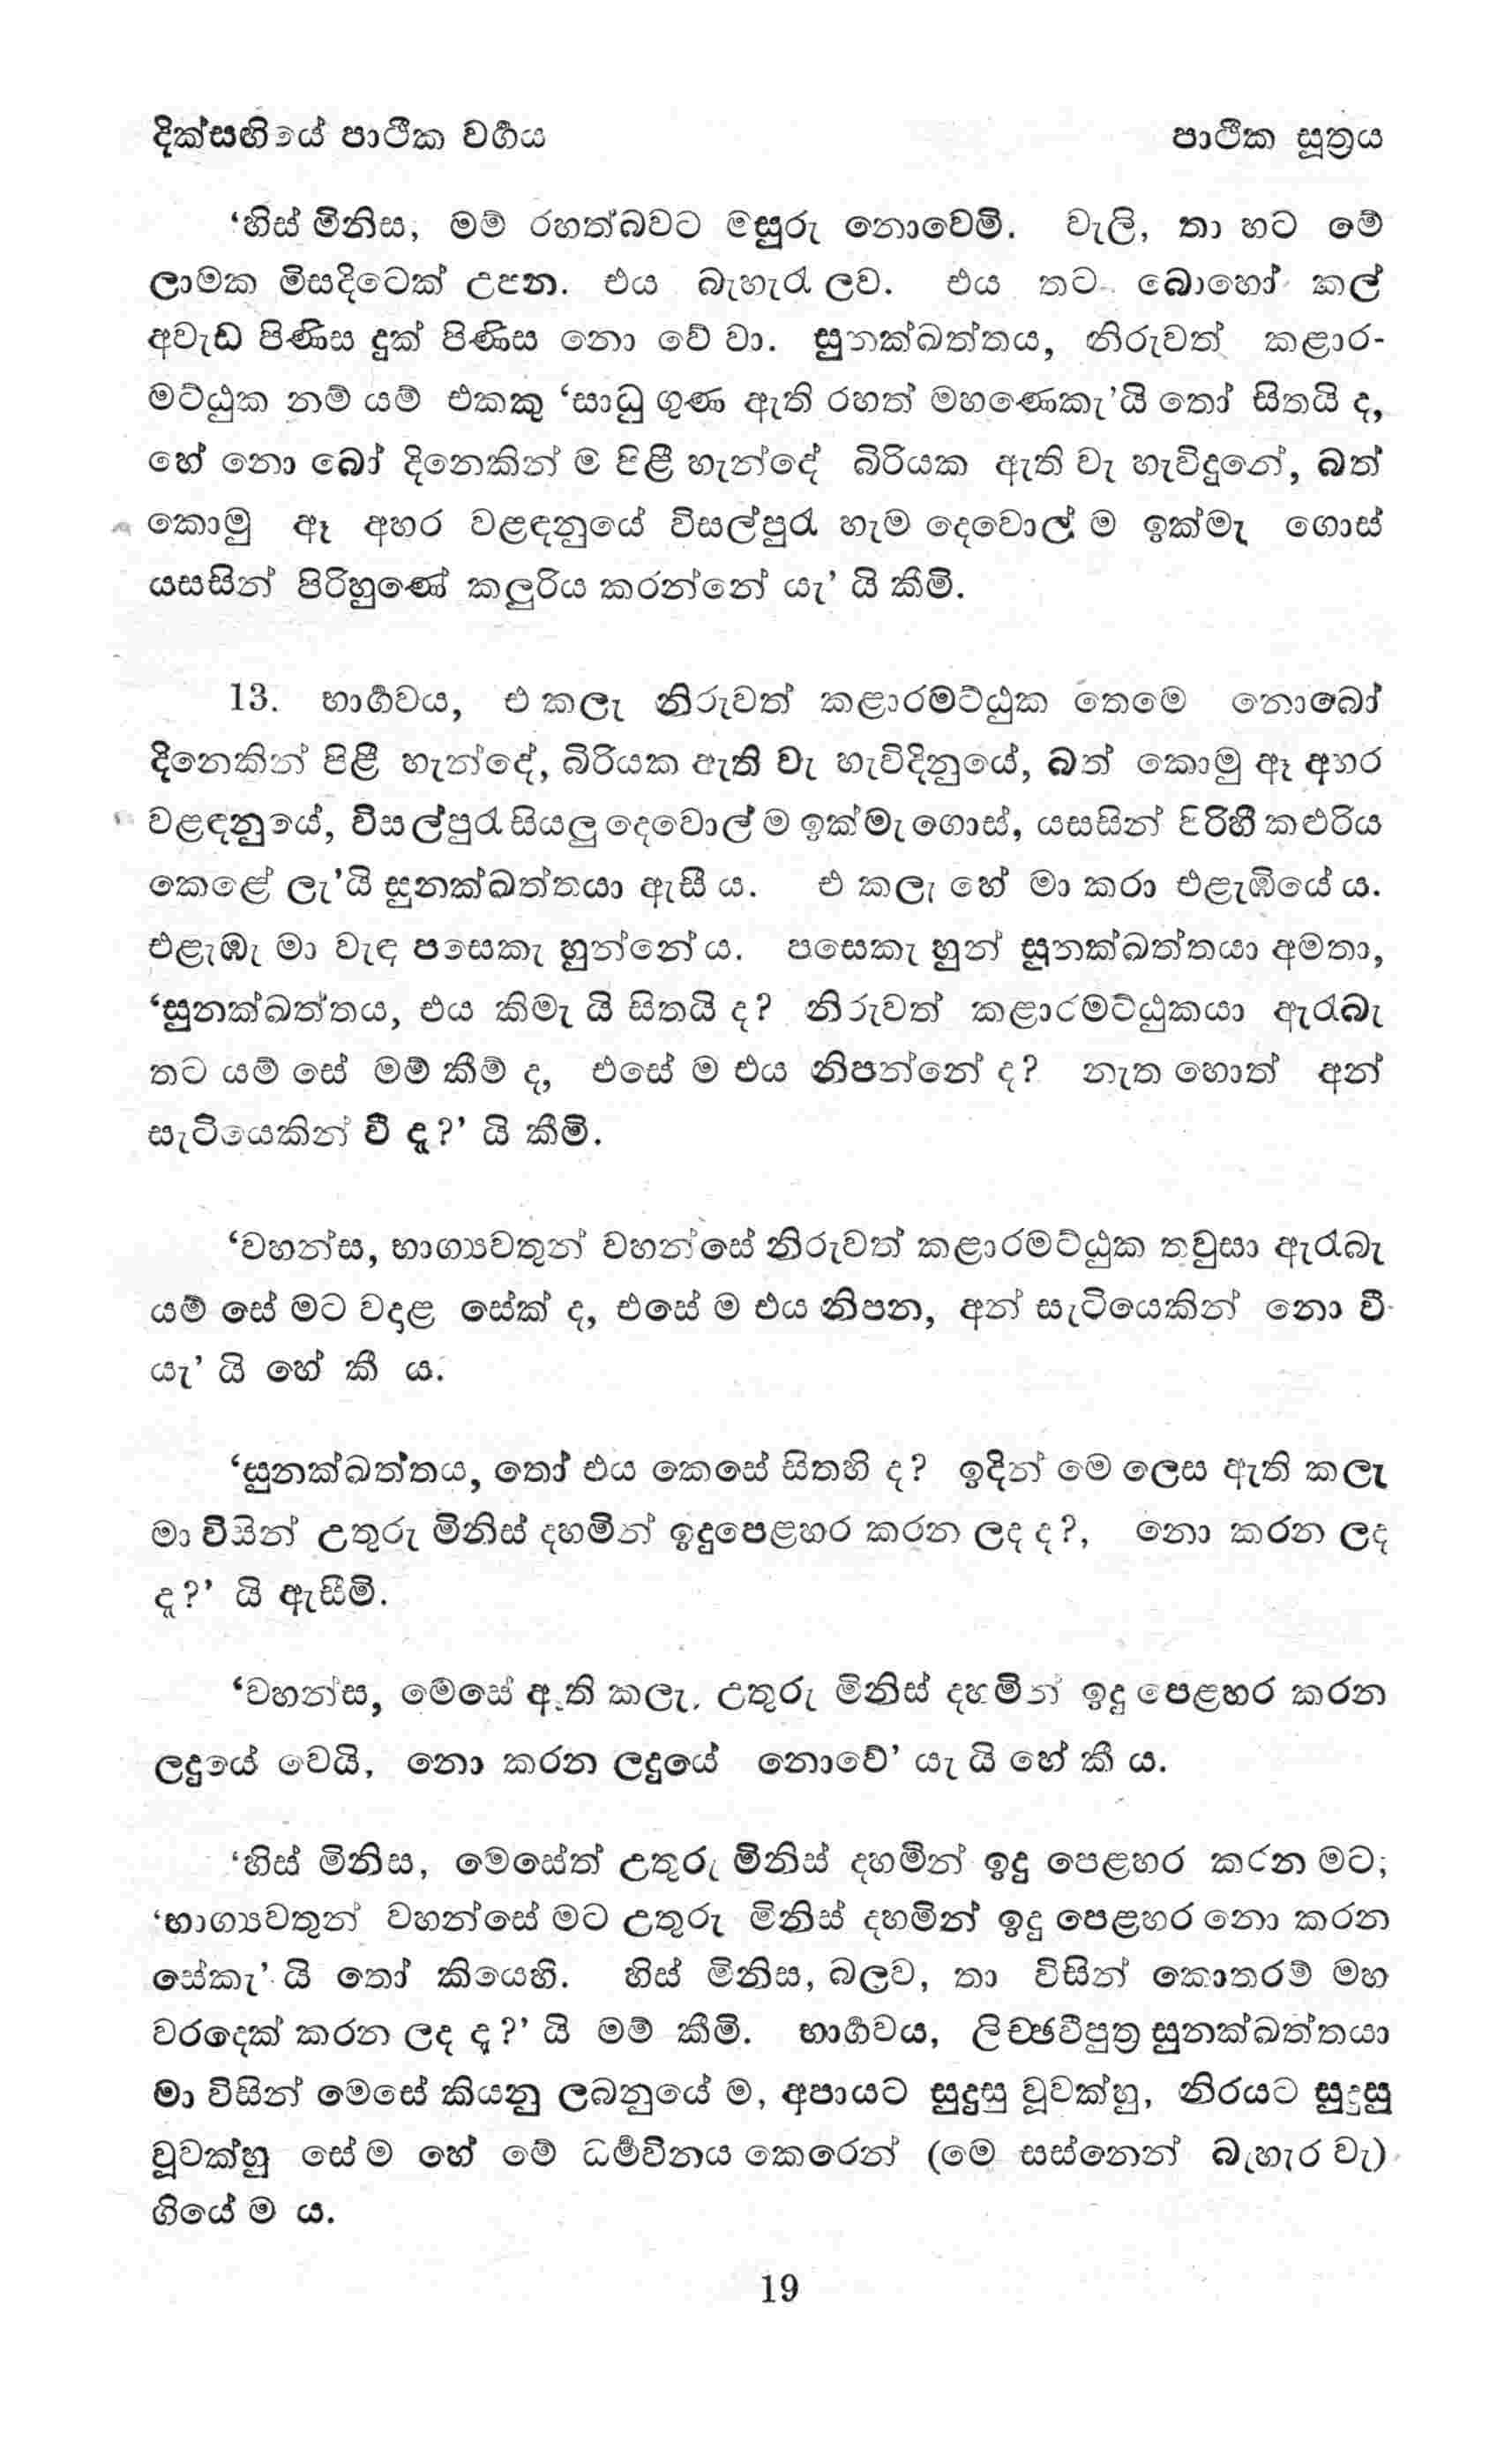 දික්සඟියේ පාථික වර්‍ගය පාථික සූත්‍රය
‘හිස් මිනිස, මම් රහත්බවට මසුරු නොවෙමි. වැලි, තා හට මේ
ලාමක මිසදිටෙක් උපන. එය බැහැර ලව. එය තට බොහෝ කල්
අවැඩ පිණිස දුක් පිණිස නො වේ වා. සුනක්ඛත්තය, නිරුවත් කළාර-
මට්ඨුක නම් යම් එකකු ‘සාධු ගුණ ඇති රහත් මහණෙකැ’යි තෝ සිතයි ද,
හේ නො බෝ දිනෙකින් ම පිළී හැන්දේ බිරියක ඇති වැ හැවිදුනේ, බත්
කොමු ඈ අහර වළඳනුයේ විසල්පුර හැම දෙවොල් ම ඉක්මැ ගොස්
යසසින් පිරිහුණේ කලුරිය කරන්නේ යැ’ යි කීමි.
13. භාර්‍ගවය, එ කලැ නිරුවත් කළාරමට්ඨුක තෙමෙ නොබෝ
දිනෙකින් පිළී හැන්දේ, බිරියක ඇති වැ හැවිදිනුයේ, බත් කොමු ඈ අහර
වළඳනුයේ, විසල්පුර සියලු දෙවොල් ම ඉක්මැ ගොස්, යසසින් පිරිහී කළුරිය
කෙළේ ලැ’යි සුනක්ඛත්තයා ඇසී ය. එ කලැ හේ මා කරා එළැඹියේ ය.
එළැඹැ මා වැඳ පසෙකැ හුන්නේ ය. පසෙකැ හුන් සුනක්ඛත්තයා අමතා,
‘සුනක්ඛත්තය, එය කිමැ යි සිතයි ද? නිරුවත් කළාරමට්ඨුකයා ඇරබැ
තට යම් සේ මම් කීම් ද, එසේ ම එය නිපන්නේ ද? නැත හොත් අන්
සැටියෙකින් වී දැ?’ යි කීමි.
‘වහන්ස, භාග්‍යවතුන් වහන්සේ නිරුවත් කළාරමට්ඨුක තවුසා ඇරබැ
යම් සේ මට වදාළ සේක් ද, එසේ ම එය නිපන, අන් සැටියෙකින් නො වී
යැ’ යි හේ කී ය.
‘සුනක්ඛත්තය, තෝ එය කෙසේ සිතහි ද? ඉදින් මෙ ලෙස ඇති කලැ
මා විසින් උතුරු මිනිස් දහමින් ඉදුපෙළහර කරන ලද ද?, නො කරන ලද
දැ?’ යි ඇසීමි.
‘වහන්ස, මෙසේ ඇති කලැ, උතුරු මිනිස් දහමින් ඉදු පෙළහර කරන
ලදුයේ වෙයි, නො කරන ලදුයේ නොවේ’ යැ යි හේ කී ය.
‘හිස් මිනිස, මෙසේත් උතුරු මිනිස් දහමින් ඉදු පෙළහර කරන මට;
‘භාග්‍යවතුන් වහන්සේ මට උතුරු මිනිස් දහමින් ඉදු පෙළහර නො කරන
සේකැ’ යි තෝ කියෙහි. හිස් මිනිස, බලව, තා විසින් කොතරම් මහ
වරදෙක් කරන ලද දැ?’ යි මම් කීමි. භාර්‍ගවය, ලිච්ඡවිපුත්‍ර සුනක්ඛත්තයා
මා විසින් මෙසේ කියනු ලබනුයේ ම, අපායට සුදුසු වූවක්හු, නිරයට සුදුසු
වූවක්හු සේ ම හේ මේ ධර්‍මවිනය කෙරෙන් (මෙ සස්නෙන් බැහැර වැ)
ගියේ ම ය.
19